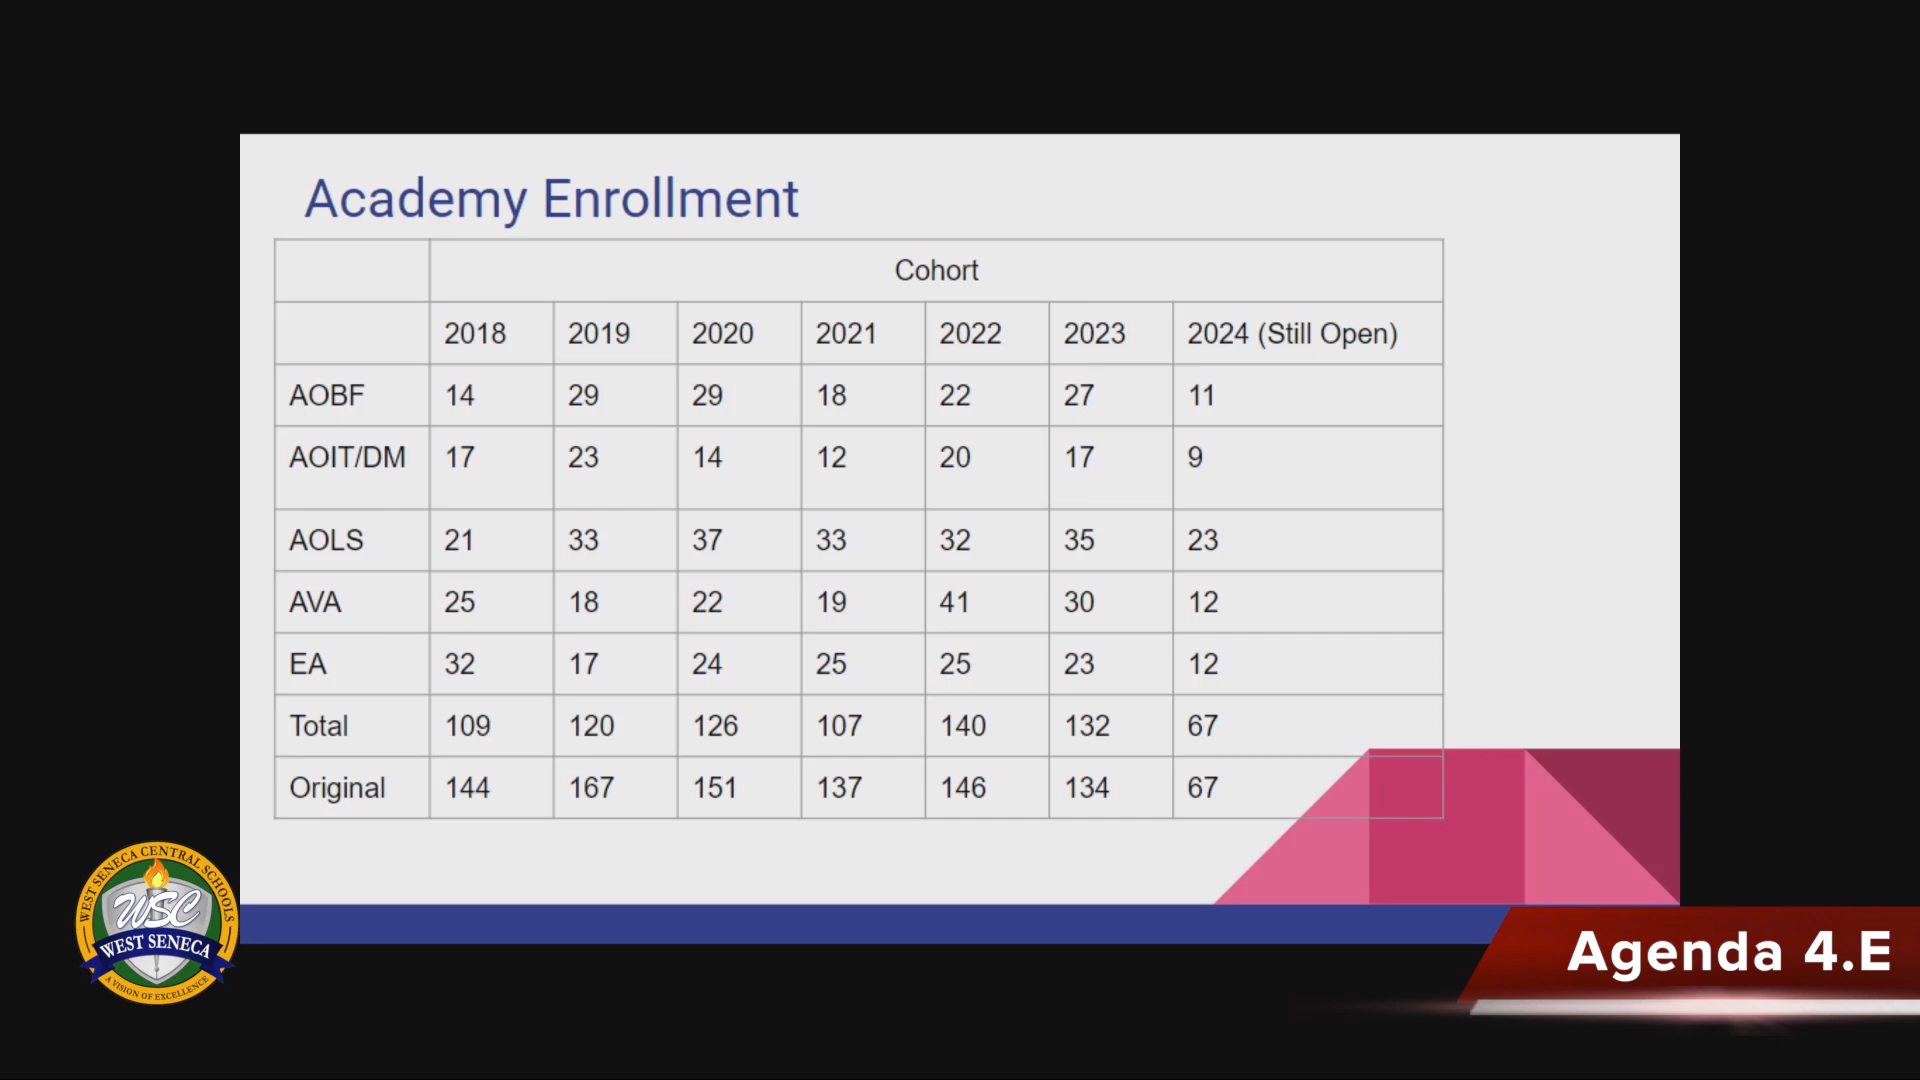 Academy Enrollment
Cohort
2018 2019 2020 2021 2022 2023 2024 (Still Open)
AOBF 14 29 29 18 22 27 11
AOIT/DM 17 23 14 12 20 17 9
AOLS 21 33 37 33 32 35 23
AVA 25 18 22 19 41 30 12
EA 32 17 24 25 25 23 12
Total 109 120 126 107 140 132 67
Original 144 167 151 137 146 134 67
WEST SENECA CENTRAL SCHOOLS
WSC
WEST SENECA
A VISION OF EXCELLENCE
Agenda 4.E